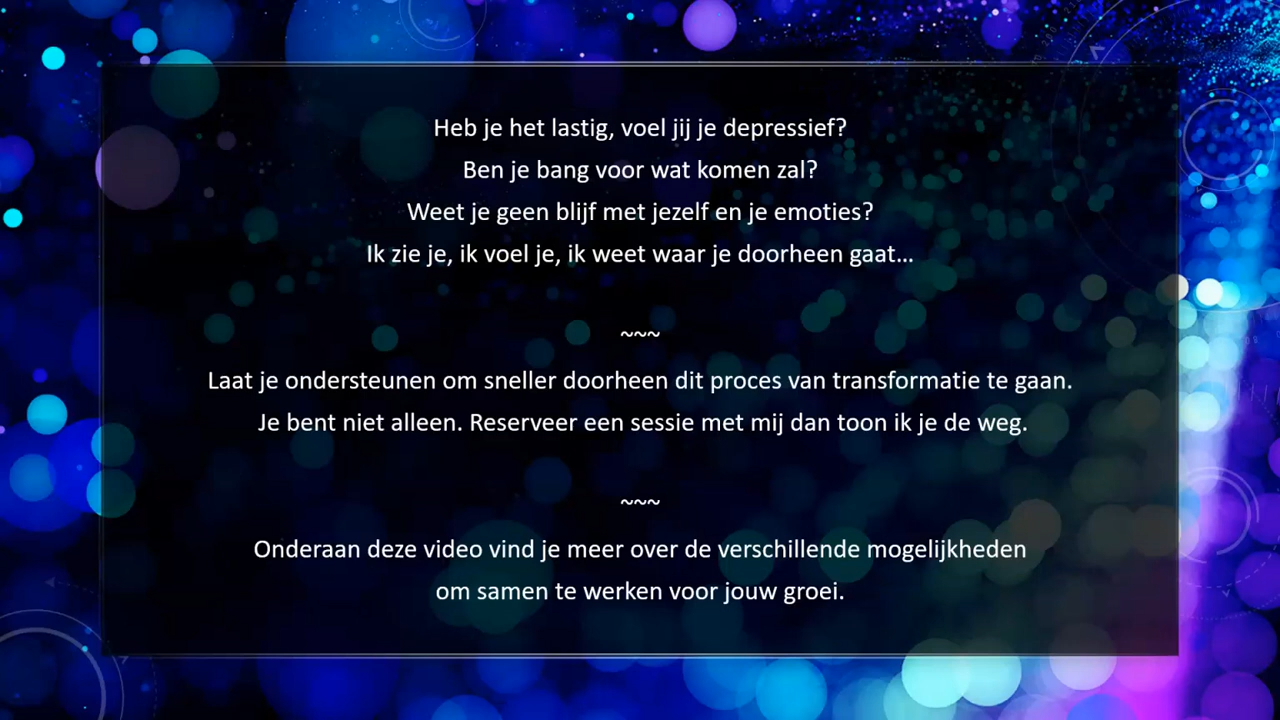 Heb je het lastig, voel jij je depressief?
Ben je bang voor wat komen zal?
Weet je geen blijf met jezelf en je emoties?
Ik zie je, ik voel je, ik weet waar je doorheen gaat...
~~~
Laat je ondersteunen om sneller doorheen dit proces van transformatie te gaan.
Je bent niet alleen. Reserveer een sessie met mij dan toon ik je de weg.
~~~
Onderaan deze video vind je meer over de verschillende mogelijkheden
om samen te werken voor jouw groei.